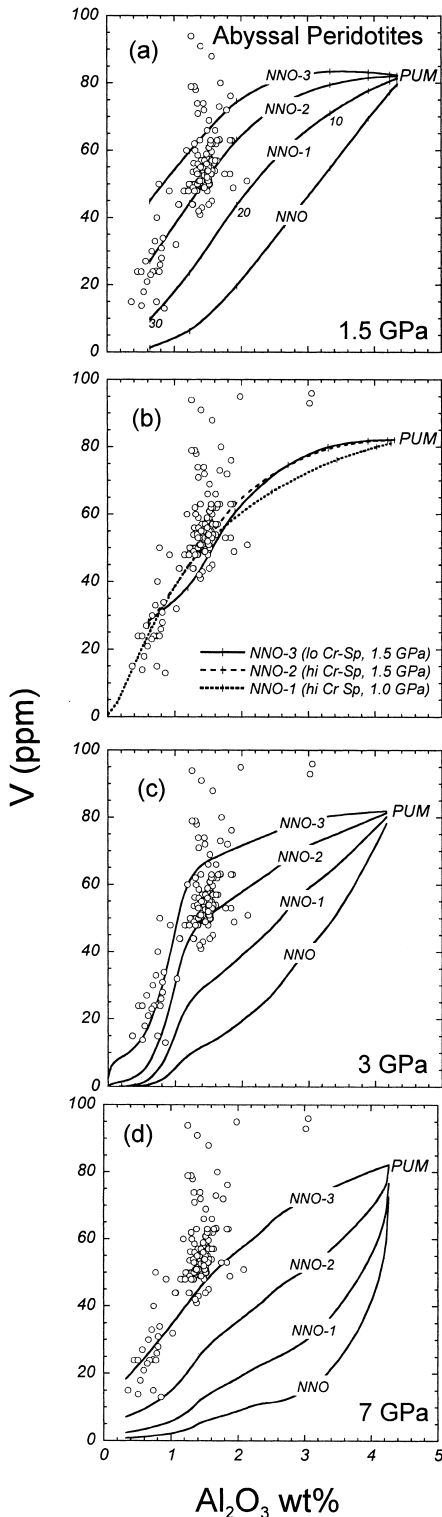 Abyssal Peridotites
(a)
100
80
60
40
20
0
NNO-3
PUM
NNO-2
NNO-1
NNO
10
20
30
1.5 GPa
(b)
100
80
60
40
20
0
PUM
NNO-3 (lo Cr-Sp, 1.5 GPa)
NNO-2 (hi Cr-Sp, 1.5 GPa)
NNO-1 (hi Cr Sp, 1.0 GPa)
V (ppm)
(c)
100
80
60
40
20
0
NNO-3
PUM
NNO-2
NNO-1
NNO
3 GPa
(d)
100
80
60
40
20
0
PUM
NNO-3
NNO-2
NNO-1
NNO
7 GPa
0 1 2 3 4 5
Al₂O₃ wt%